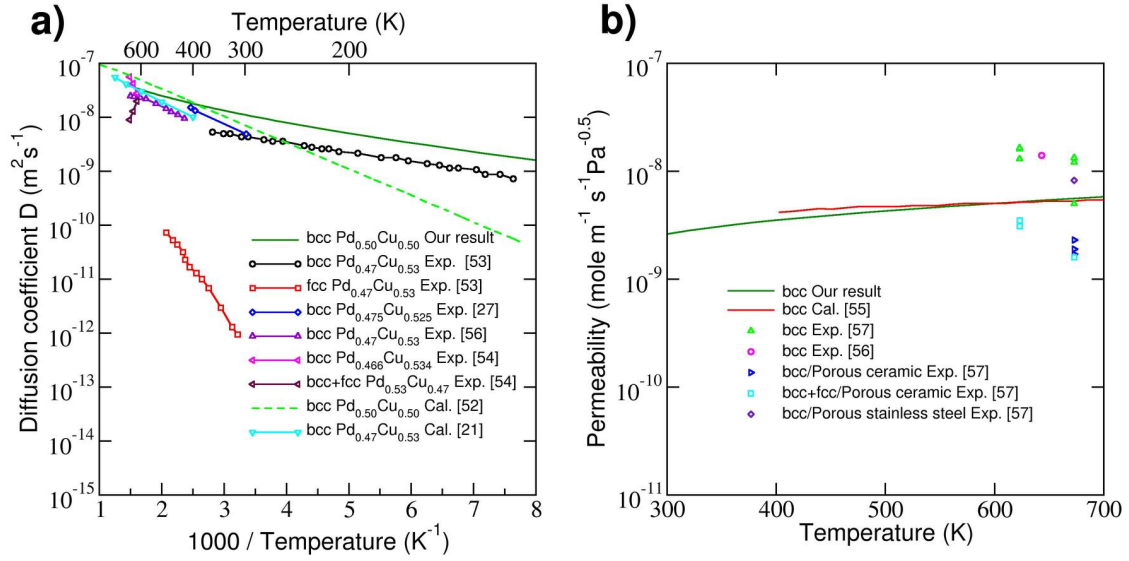 a)
Temperature (K)
600 400 300 200
10-7
10-8
10-9
10-10
10-11
10-12
10-13
10-14
10-15
Diffusion coefficient D (m2s-1)
bcc Pd0.50Cu0.50 Our result
bcc Pd0.47Cu0.53 Exp. [53]
fcc Pd0.47Cu0.53 Exp. [53]
bcc Pd0.475Cu0.525 Exp. [27]
bcc Pd0.47Cu0.53 Exp. [56]
bcc Pd0.466Cu0.534 Exp. [54]
bcc+fcc Pd0.53Cu0.47 Exp. [54]
bcc Pd0.50Cu0.50 Cal. [52]
bcc Pd0.47Cu0.53 Cal. [21]
1 2 3 4 5 6 7 8
1000 / Temperature (K-1)
b)
10-7
10-8
10-9
10-10
10-11
Permeability (mole m-1 s-1Pa-0.5)
bcc Our result
bcc Cal. [55]
bcc Exp. [57]
bcc Exp. [56]
bcc/Porous ceramic Exp. [57]
bcc+fcc/Porous ceramic Exp. [57]
bcc/Porous stainless steel Exp. [57]
300 400 500 600 700
Temperature (K)